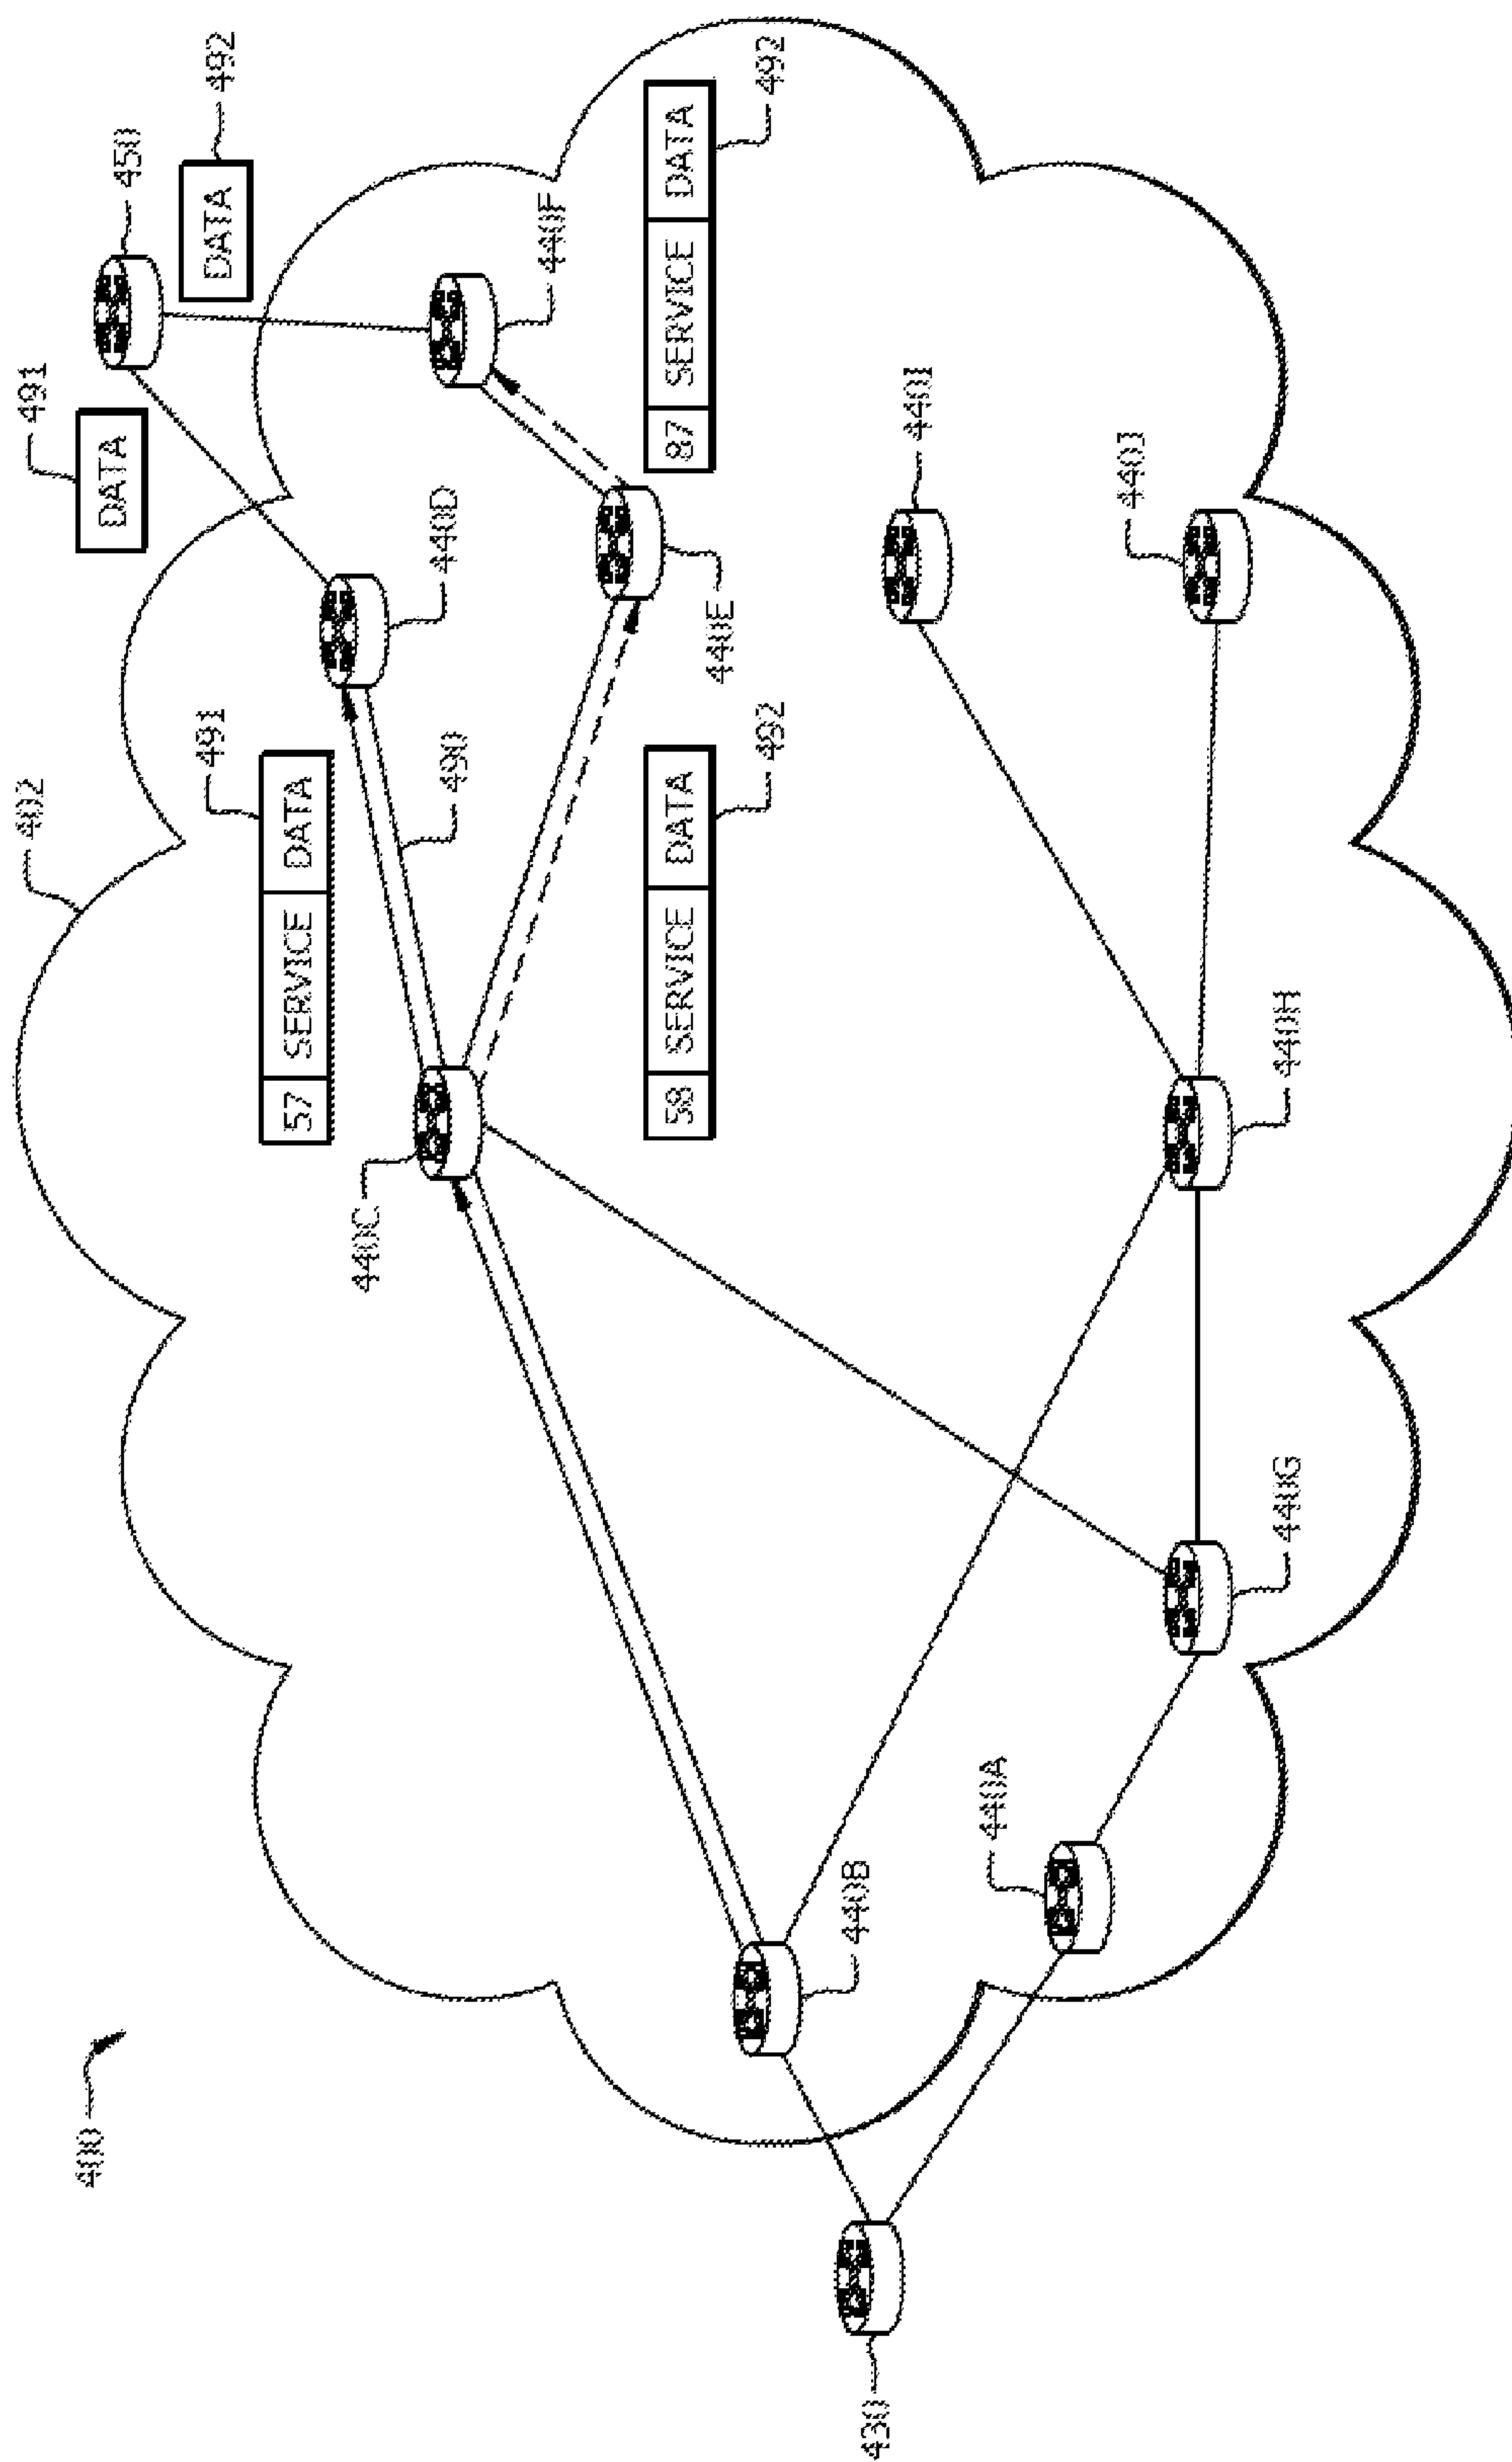 402
491
400
DATA
450
491
DATA
492
57 SERVICE DATA
440C
440D
490
440F
58 SERVICE DATA
87 SERVICE DATA
440E
492
492
440B
430
440I
440A
440J
440H
440G